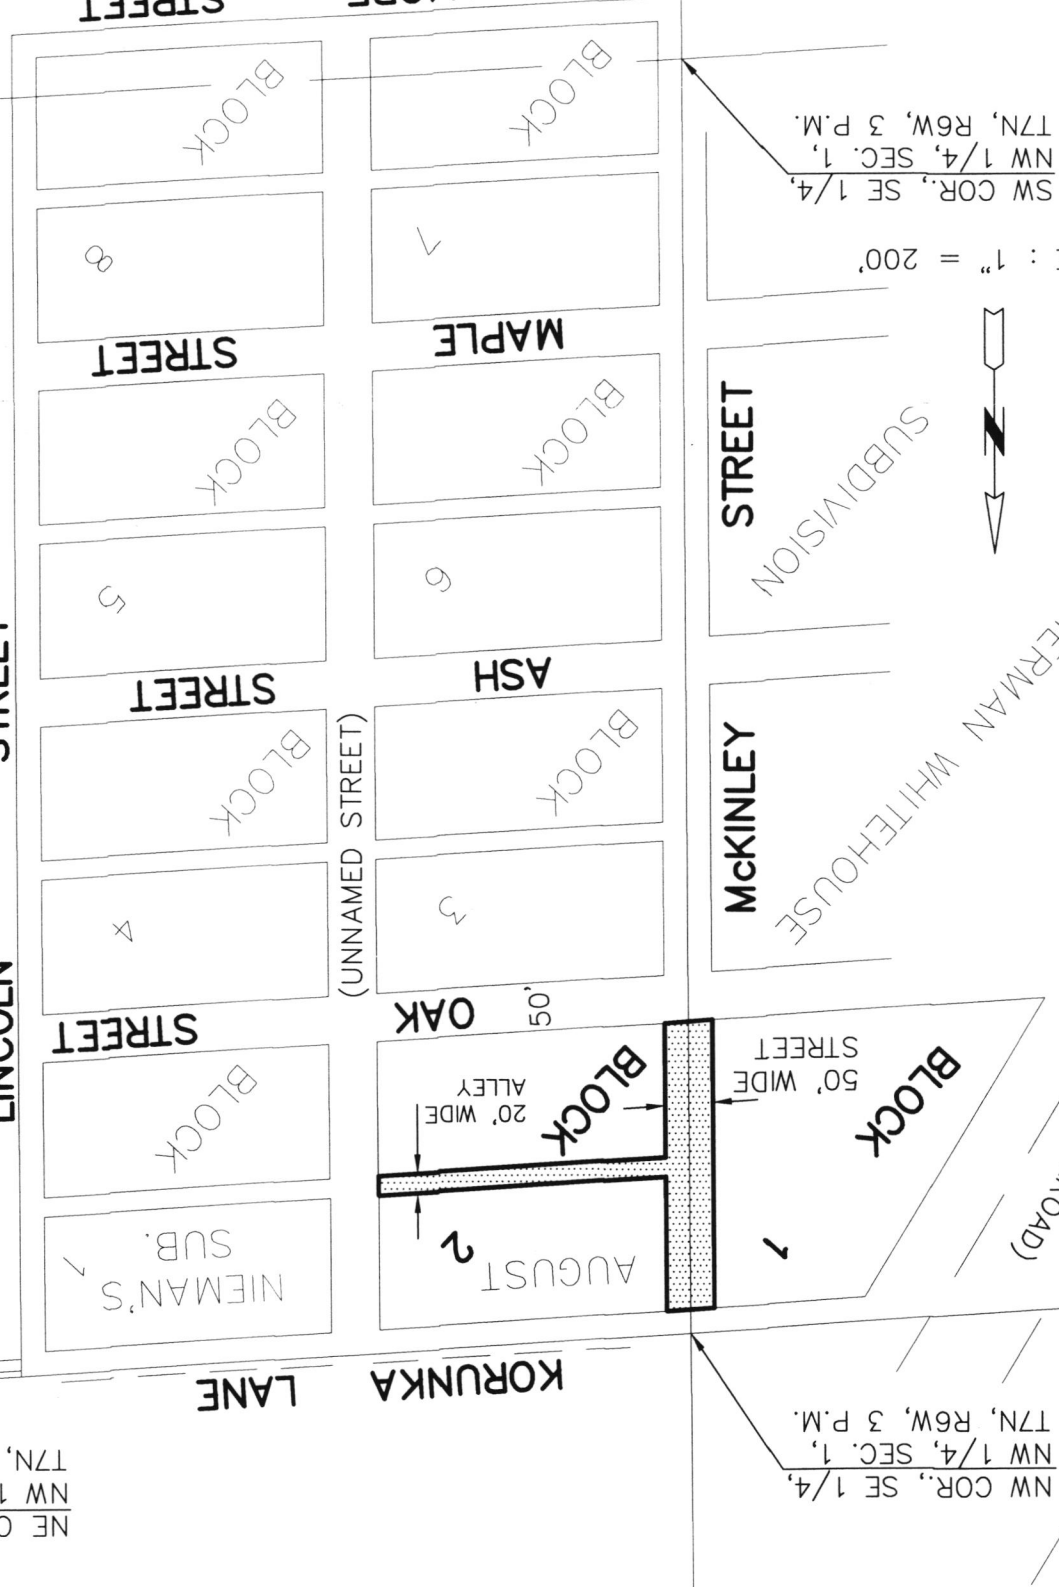 NE
NW 1
T7N,
NW COR., SE 1/4,
NW 1/4, SEC. 1,
T7N, R6W, 3 P.M.
KORUNKA LANE
AUGUST
NIEMAN'S
SUB.
1
2
1
BLOCK
BLOCK
BLOCK
20' WIDE
ALLEY
50' WIDE
STREET
50'
OAK STREET
LINCOLN
McKINLEY STREET
(UNNAMED STREET)
3
4
BLOCK
BLOCK
WHITEHOUSE
SUBDIVISION
ASH STREET
6
5
BLOCK
BLOCK
N
MAPLE STREET
: 1" = 200'
7
8
BLOCK
BLOCK
SW COR., SE 1/4,
NW 1/4, SEC. 1,
T7N, R6W, 3 P.M.
STREET